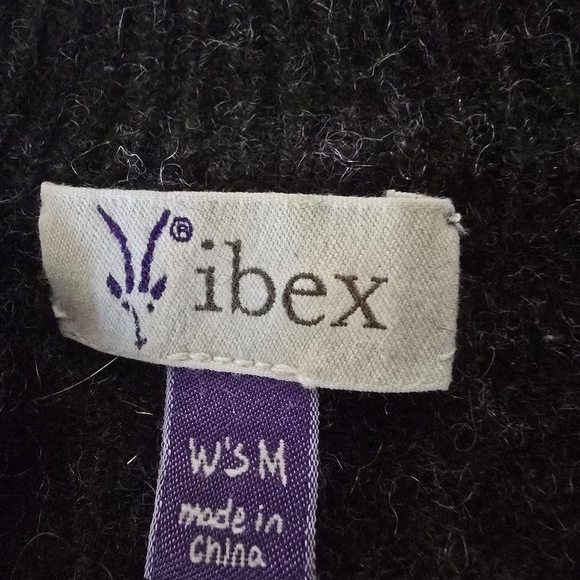 ® ibex
W'S M
made in
china